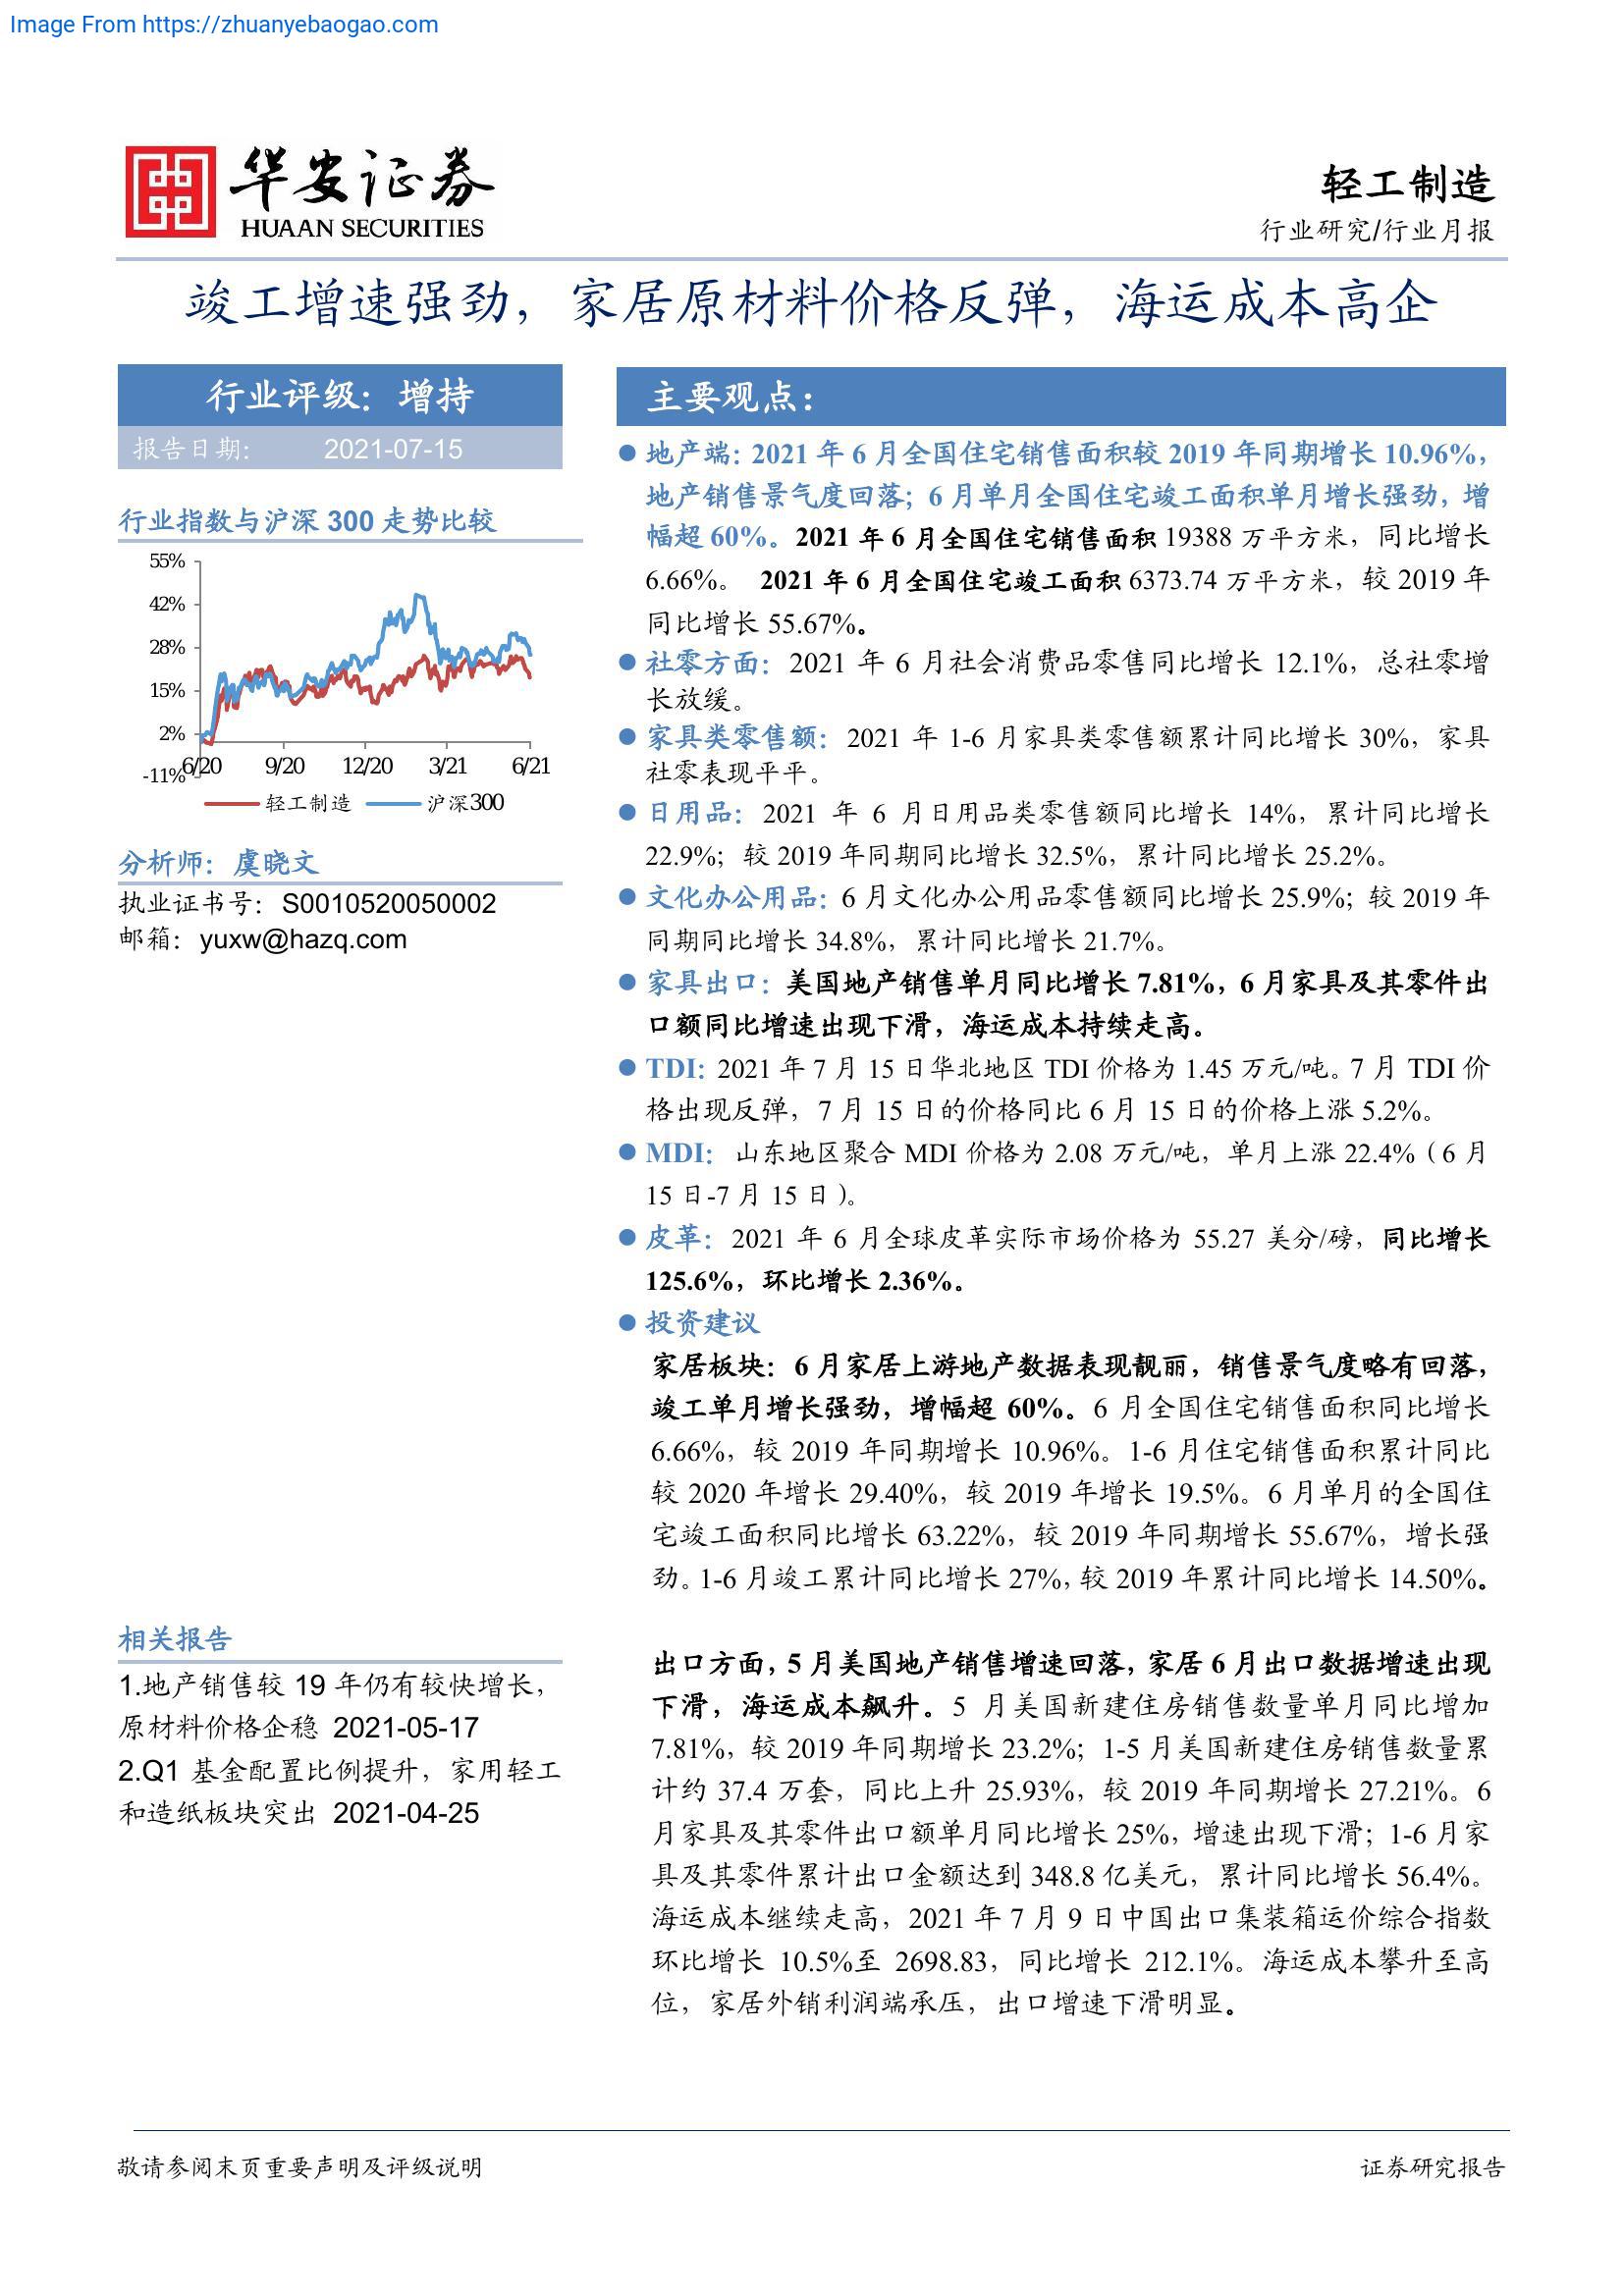 Image From https://zhuanyebaogao.com
华安证券
HUAAN SECURITIES
轻工制造
行业研究/行业月报
竣工增速强劲，家居原材料价格反弹，海运成本高企
行业评级：增持
报告日期： 2021-07-15
行业指数与沪深 300 走势比较
55%
42%
28%
15%
2%
-11%
6/20 9/20 12/20 3/21 6/21
轻工制造 沪深300
分析师：虞晓文
执业证书号：S0010520050002
邮箱：yuxw@hazq.com
相关报告
1.地产销售较 19 年仍有较快增长，
原材料价格企稳 2021-05-17
2.Q1 基金配置比例提升，家用轻工
和造纸板块突出 2021-04-25
主要观点：
● 地产端：2021 年 6 月全国住宅销售面积较 2019 年同期增长 10.96%，
地产销售景气度回落；6 月单月全国住宅竣工面积单月增长强劲，增
幅超 60%。2021 年 6 月全国住宅销售面积 19388 万平方米，同比增长
6.66%。 2021 年 6 月全国住宅竣工面积 6373.74 万平方米，较 2019 年
同比增长 55.67%。
● 社零方面：2021 年 6 月社会消费品零售同比增长 12.1%，总社零增
长放缓。
● 家具类零售额：2021 年 1-6 月家具类零售额累计同比增长 30%，家具
社零表现平平。
● 日用品：2021 年 6 月日用品类零售额同比增长 14%，累计同比增长
22.9%；较 2019 年同期同比增长 32.5%，累计同比增长 25.2%。
● 文化办公用品：6 月文化办公用品零售额同比增长 25.9%；较 2019 年
同期同比增长 34.8%，累计同比增长 21.7%。
● 家具出口：美国地产销售单月同比增长 7.81%，6 月家具及其零件出
口额同比增速出现下滑，海运成本持续走高。
● TDI：2021 年 7 月 15 日华北地区 TDI 价格为 1.45 万元/吨。7 月 TDI 价
格出现反弹，7 月 15 日的价格同比 6 月 15 日的价格上涨 5.2%。
● MDI：山东地区聚合 MDI 价格为 2.08 万元/吨，单月上涨 22.4%（6 月
15 日-7 月 15 日）。
● 皮革：2021 年 6 月全球皮革实际市场价格为 55.27 美分/磅，同比增长
125.6%，环比增长 2.36%。
● 投资建议
家居板块：6 月家居上游地产数据表现靓丽，销售景气度略有回落，
竣工单月增长强劲，增幅超 60%。6 月全国住宅销售面积同比增长
6.66%，较 2019 年同期增长 10.96%。1-6 月住宅销售面积累计同比
较 2020 年增长 29.40%，较 2019 年增长 19.5%。6 月单月的全国住
宅竣工面积同比增长 63.22%，较 2019 年同期增长 55.67%，增长强
劲。1-6 月竣工累计同比增长 27%，较 2019 年累计同比增长 14.50%。
出口方面，5 月美国地产销售增速回落，家居 6 月出口数据增速出现
下滑，海运成本飙升。5 月美国新建住房销售数量单月同比增加
7.81%，较 2019 年同期增长 23.2%；1-5 月美国新建住房销售数量累
计约 37.4 万套，同比上升 25.93%，较 2019 年同期增长 27.21%。6
月家具及其零件出口额单月同比增长 25%，增速出现下滑；1-6 月家
具及其零件累计出口金额达到 348.8 亿美元，累计同比增长 56.4%。
海运成本继续走高，2021 年 7 月 9 日中国出口集装箱运价综合指数
环比增长 10.5%至 2698.83，同比增长 212.1%。海运成本攀升至高
位，家居外销利润端承压，出口增速下滑明显。
敬请参阅末页重要声明及评级说明
证券研究报告